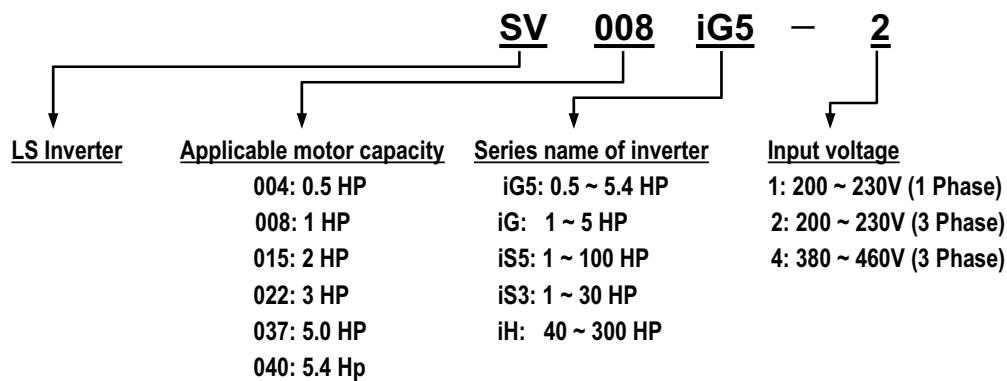 SV 008 iG5 – 2
LS Inverter
Applicable motor capacity
004: 0.5 HP
008: 1 HP
015: 2 HP
022: 3 HP
037: 5.0 HP
040: 5.4 Hp
Series name of inverter
iG5: 0.5 ~ 5.4 HP
iG: 1 ~ 5 HP
iS5: 1 ~ 100 HP
iS3: 1 ~ 30 HP
iH: 40 ~ 300 HP
Input voltage
1: 200 ~ 230V (1 Phase)
2: 200 ~ 230V (3 Phase)
4: 380 ~ 460V (3 Phase)